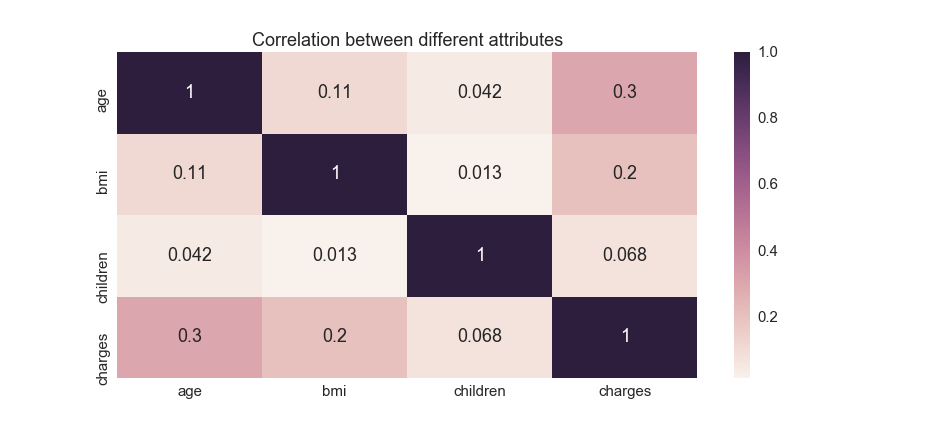 Correlation between different attributes
age 1 0.11 0.042 0.3
bmi 0.11 1 0.013 0.2
children 0.042 0.013 1 0.068
charges 0.3 0.2 0.068 1
age bmi children charges
1.0
0.8
0.6
0.4
0.2